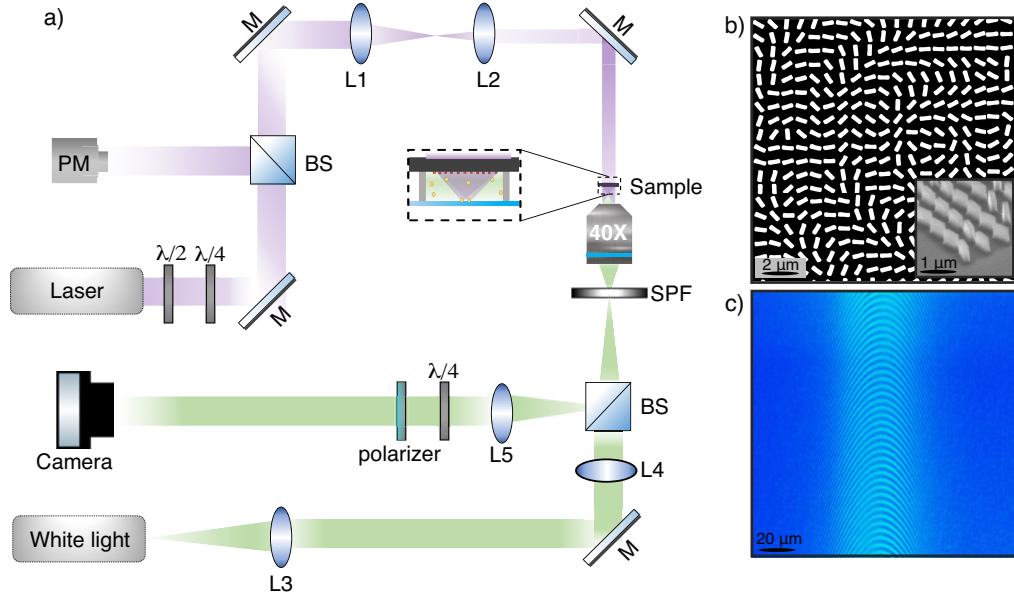 a)
M
M
L1
L2
PM
BS
Sample
40X
λ/2
λ/4
Laser
M
SPF
λ/4
BS
Camera
polarizer
L5
L4
White light
L3
M
b)
2 μm
1 μm
c)
20 μm